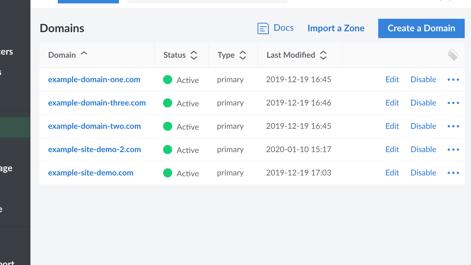 Domains Docs Import a Zone Create a Domain
Domain Status Type Last Modified
example-domain-one.com Active primary 2019-12-19 16:45 Edit Disable
example-domain-three.com Active primary 2019-12-19 16:46 Edit Disable
example-domain-two.com Active primary 2019-12-19 16:45 Edit Disable
example-site-demo-2.com Active primary 2020-01-10 15:17 Edit Disable
example-site-demo.com Active primary 2019-12-19 17:03 Edit Disable